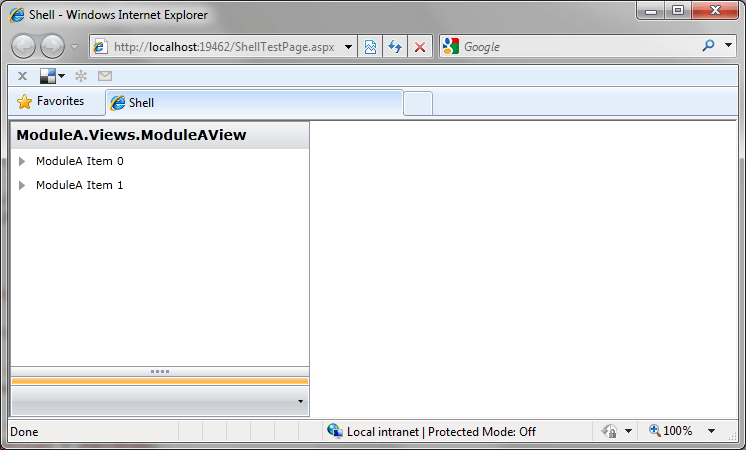 Shell - Windows Internet Explorer
http://localhost:19462/ShellTestPage.aspx
Google
Favorites
Shell
ModuleA.Views.ModuleAView
ModuleA Item 0
ModuleA Item 1
Done
Local intranet | Protected Mode: Off
100%